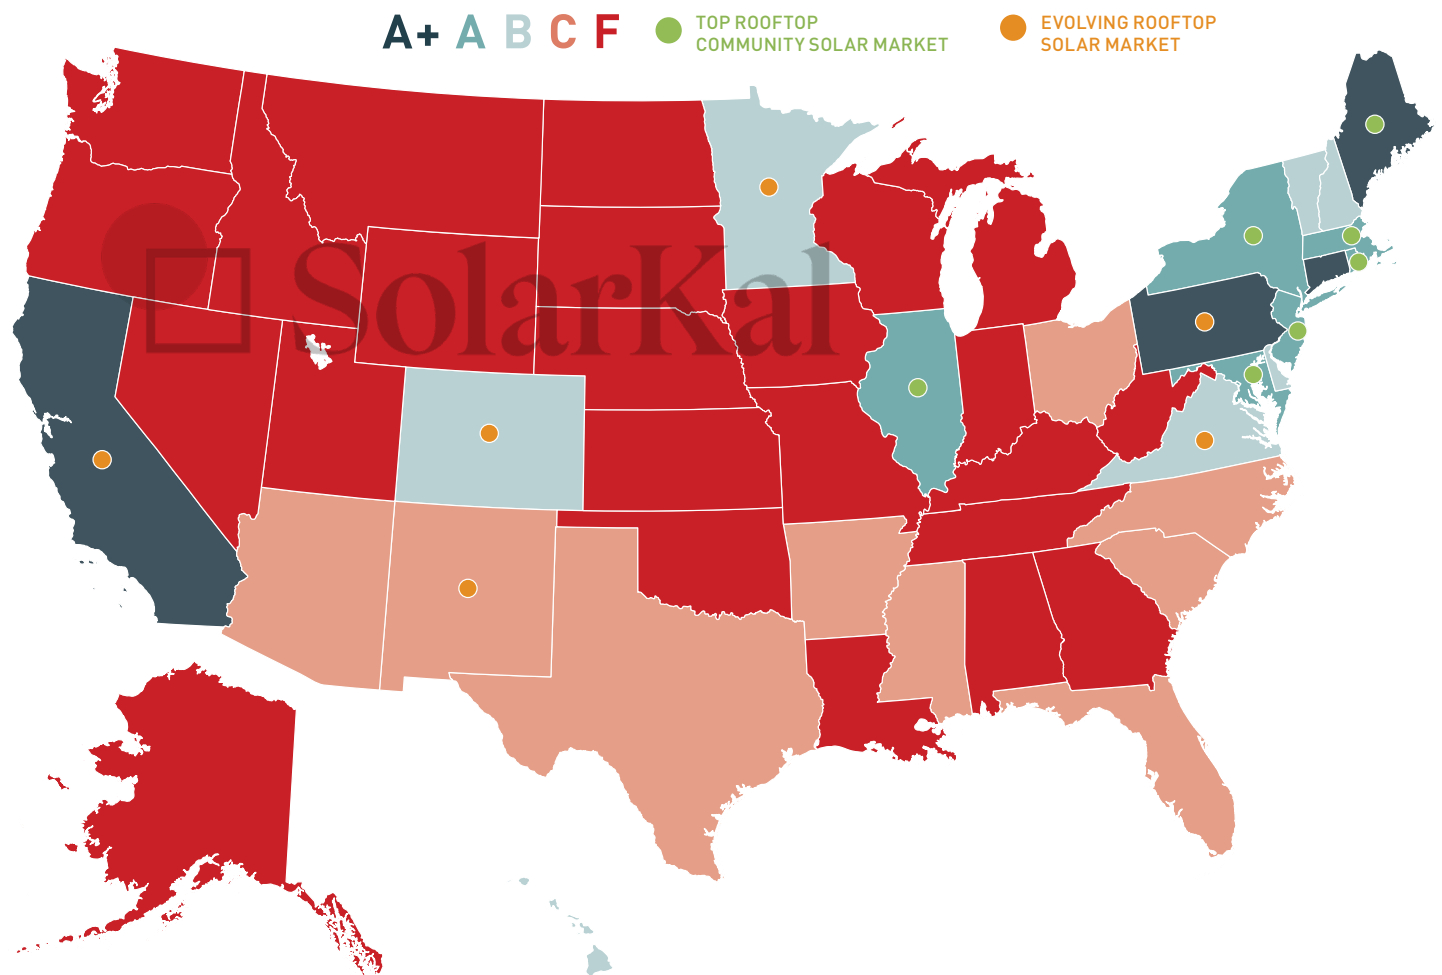 A+ A B C F
TOP ROOFTOP
COMMUNITY SOLAR MARKET
EVOLVING ROOFTOP
SOLAR MARKET
SolarKal